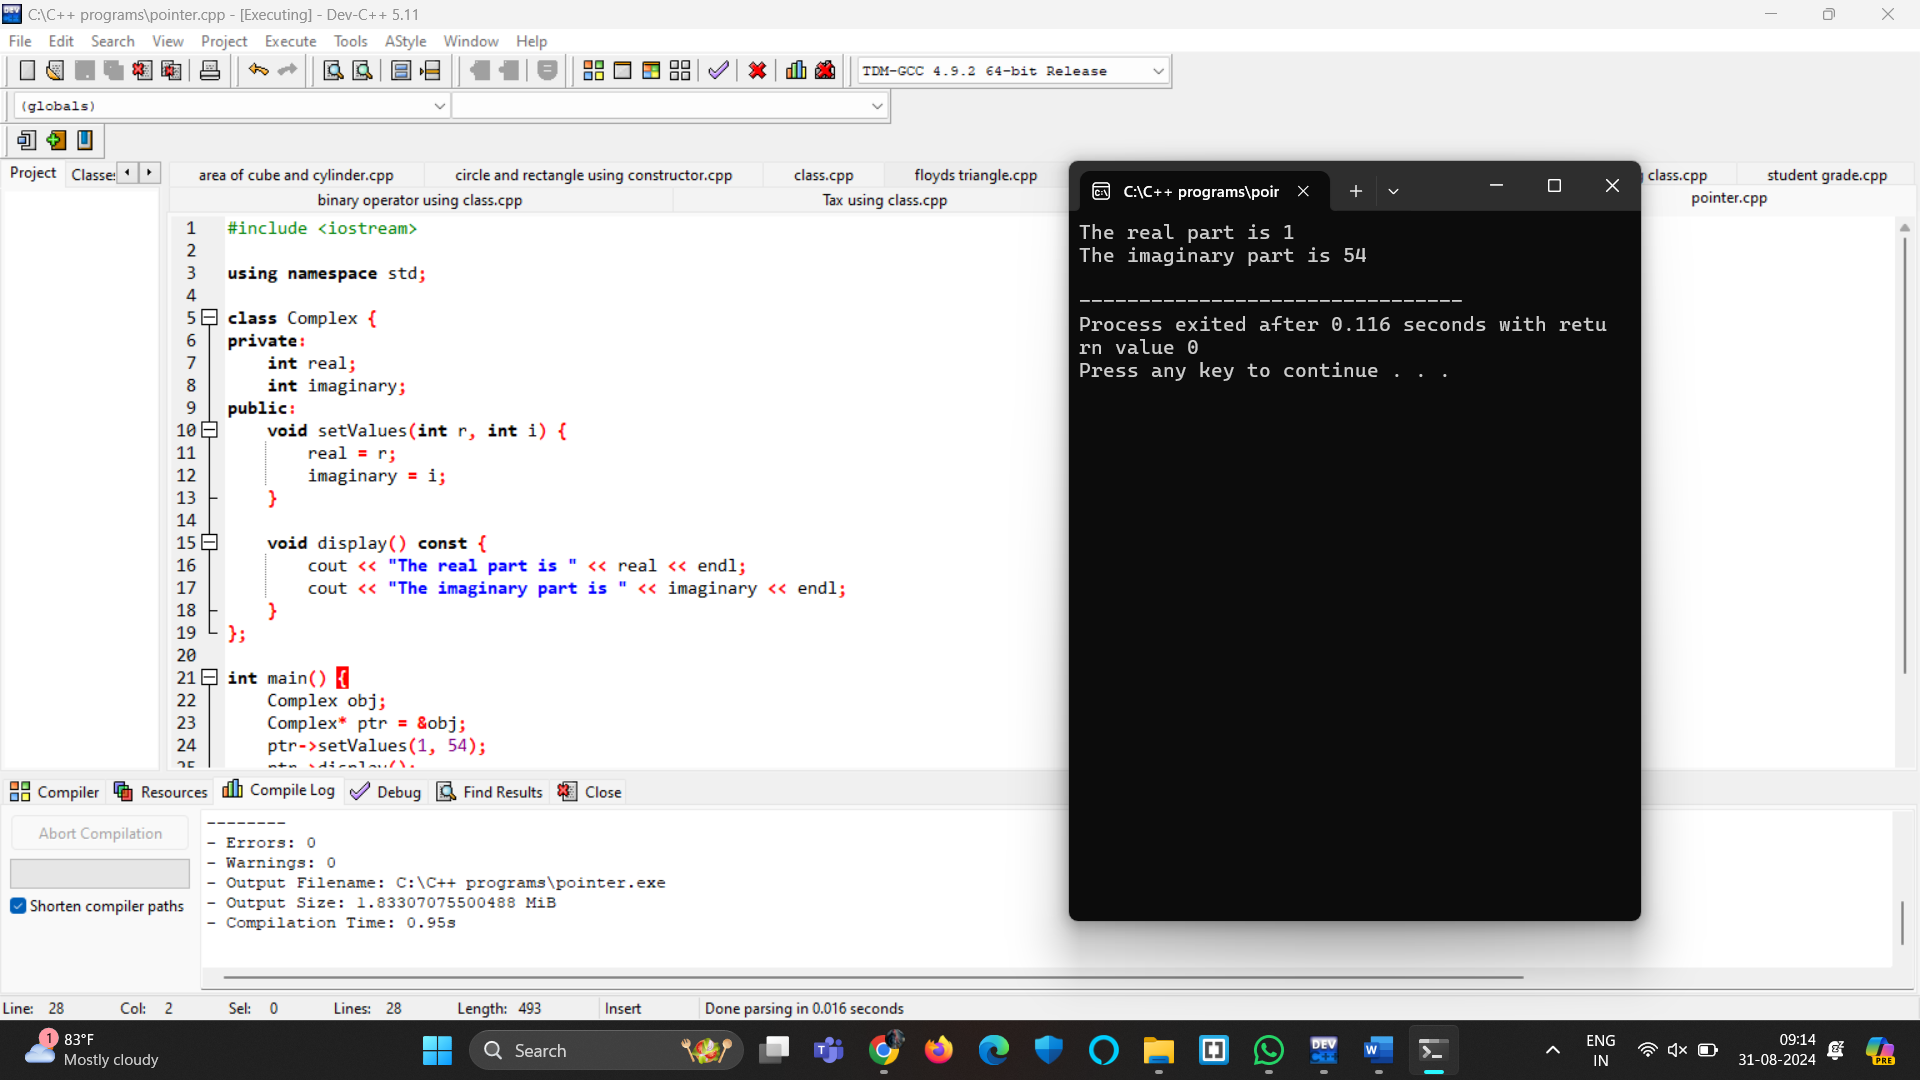 C:\C++ programs\pointer.cpp - [Executing] - Dev-C++ 5.11
File Edit Search View Project Execute Tools AStyle Window Help
TDM-GCC 4.9.2 64-bit Release
(globals)
Project Classes
area of cube and cylinder.cpp circle and rectangle using constructor.cpp class.cpp floyds triangle.cpp class.cpp student grade.cpp
binary operator using class.cpp Tax using class.cpp pointer.cpp
1 #include <iostream>
2
3 using namespace std;
4
5 class Complex {
6 private:
7 int real;
8 int imaginary;
9 public:
10 void setValues(int r, int i) {
11 real = r;
12 imaginary = i;
13 }
14
15 void display() const {
16 cout << "The real part is " << real << endl;
17 cout << "The imaginary part is " << imaginary << endl;
18 }
19 };
20
21 int main() {
22 Complex obj;
23 Complex* ptr = &obj;
24 ptr->setValues(1, 54);
25 ptr->display();
C:\C++ programs\poir
The real part is 1
The imaginary part is 54
--------------------------------
Process exited after 0.116 seconds with retu
rn value 0
Press any key to continue . . .
Compiler Resources Compile Log Debug Find Results Close
Abort Compilation
Shorten compiler paths
--------
- Errors: 0
- Warnings: 0
- Output Filename: C:\C++ programs\pointer.exe
- Output Size: 1.83307075500488 MiB
- Compilation Time: 0.95s
Line: 28 Col: 2 Sel: 0 Lines: 28 Length: 493 Insert Done parsing in 0.016 seconds
1
83°F
Mostly cloudy
Search
DEV
ENG
IN
09:14
31-08-2024
PRE